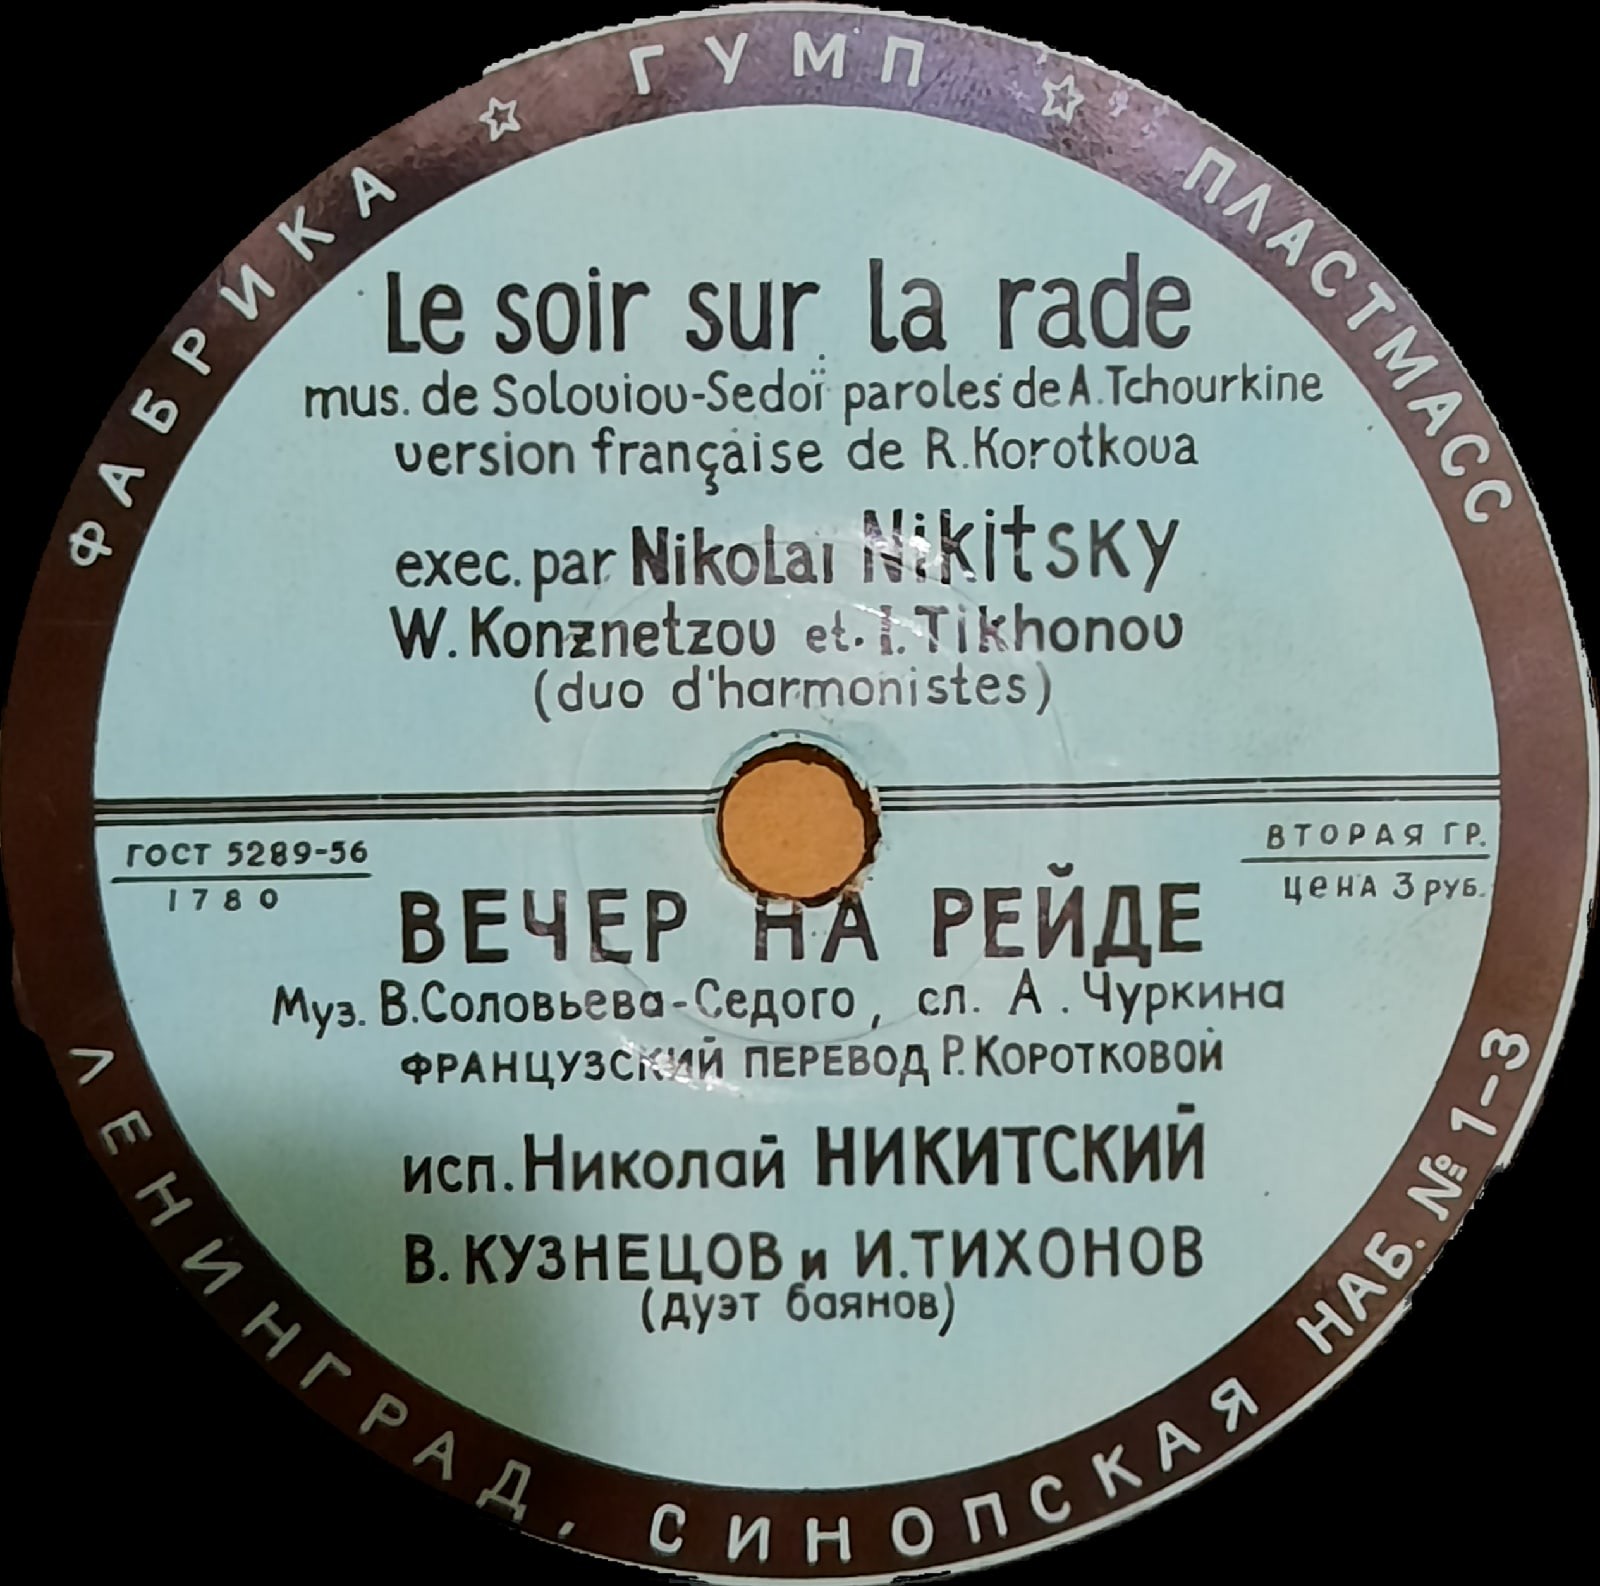 ФАБРИКА ☆ ГУМП ☆ ПЛАСТМАСС
Le soir sur la rade
mus. de Soloviov-Sedoï paroles de A.Tchourkine
version française de R.Korotkova
exec. par Nikolai Nikitsky
W. Konznetzov et. I. Tikhonov
(duo d'harmonistes)
ГОСТ 5289-56
1780
ВТОРАЯ ГР.
ЦЕНА 3 РУБ.
ВЕЧЕР НА РЕЙДЕ
Муз. В.Соловьева-Седого, сл. А. Чуркина
ФРАНЦУЗСКИЙ ПЕРЕВОД Р. КОРОТКОВОЙ
исп. Николай НИКИТСКИЙ
В. КУЗНЕЦОВ и И. ТИХОНОВ
(дуэт баянов)
ЛЕНИНГРАД, СИНОПСКАЯ НАБ. № 1-3